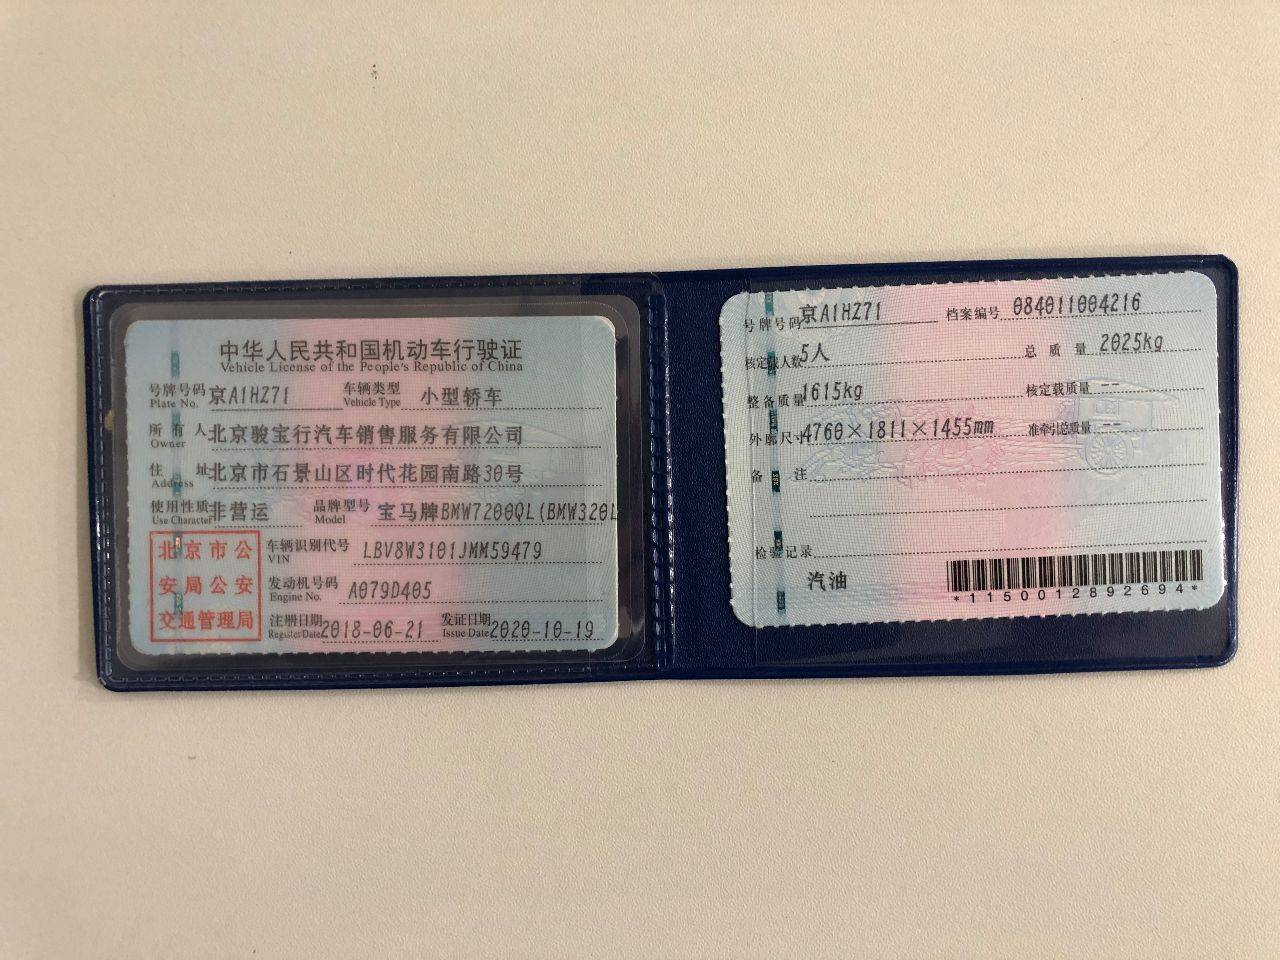 中华人民共和国机动车行驶证
Vehicle License of the People's Republic of China
号牌号码 京A1HZ71 车辆类型 小型轿车
Plate No. Vehicle Type
所有人 北京骏宝行汽车销售服务有限公司
Owner
住址 北京市石景山区时代花园南路30号
Address
使用性质 非营运 品牌型号 宝马牌BMW7200QL(BMW320L
Use Character Model
北京市公
安局公安
交通管理局
车辆识别代号 LBV8W3101JMM59479
VIN
发动机号码 A079D405
Engine No.
注册日期 2018-06-21 发证日期 2020-10-19
Register Date Issue Date
号牌号码 京A1HZ71 档案编号 084011004216
核定载人数 5人 总质量 2025kg
整备质量 1615kg 核定载质量 --
外廓尺寸 4760×1811×1455mm 准牵引总质量 --
备注
检验记录
汽油
*1150012892694*